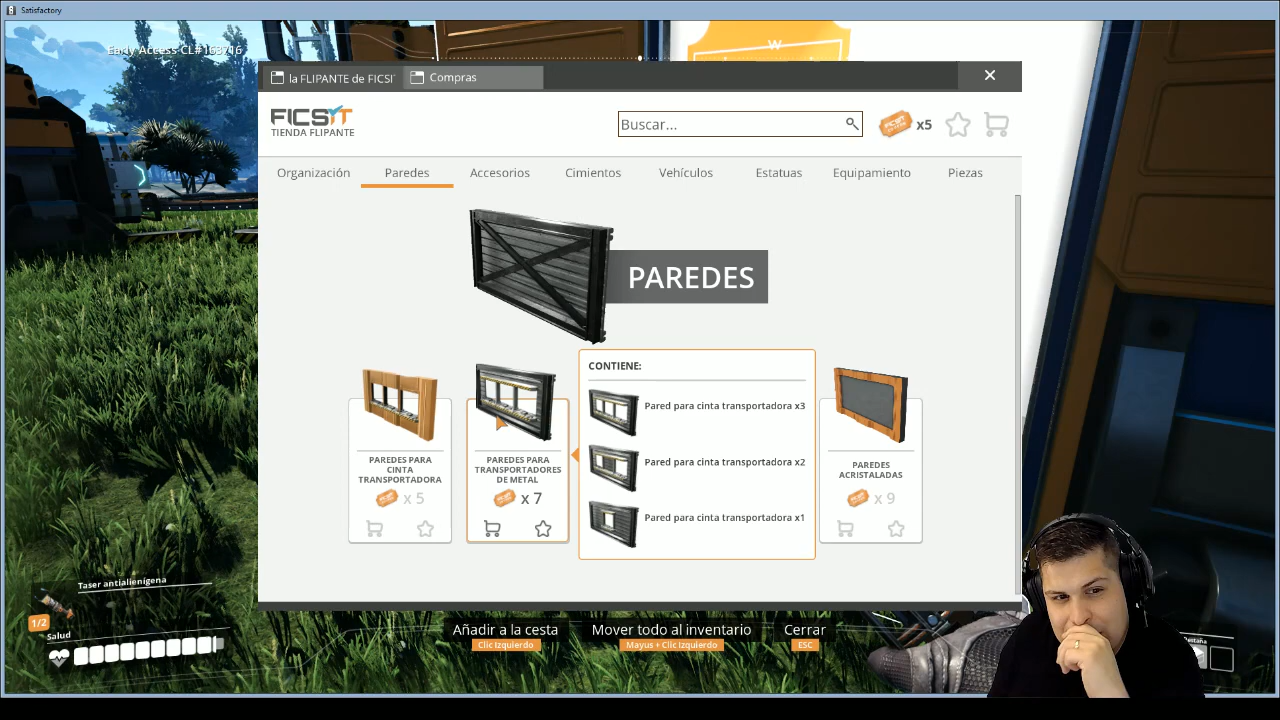 Satisfactory
Early Access CL#163716
W
la FLIPANTE de FICSI
Compras
FICSIT
TIENDA FLIPANTE
Buscar...
x5
Organización
Paredes
Accesorios
Cimientos
Vehículos
Estatuas
Equipamiento
Piezas
PAREDES
PAREDES PARA
CINTA
TRANSPORTADORA
x 5
PAREDES PARA
TRANSPORTADORES
DE METAL
x 7
CONTIENE:
Pared para cinta transportadora x3
Pared para cinta transportadora x2
Pared para cinta transportadora x1
PAREDES
ACRISTALADAS
x 9
Taser antialienígena
1/2
Salud
Añadir a la cesta
Clic Izquierdo
Mover todo al inventario
Mayus + Clic Izquierdo
Cerrar
ESC